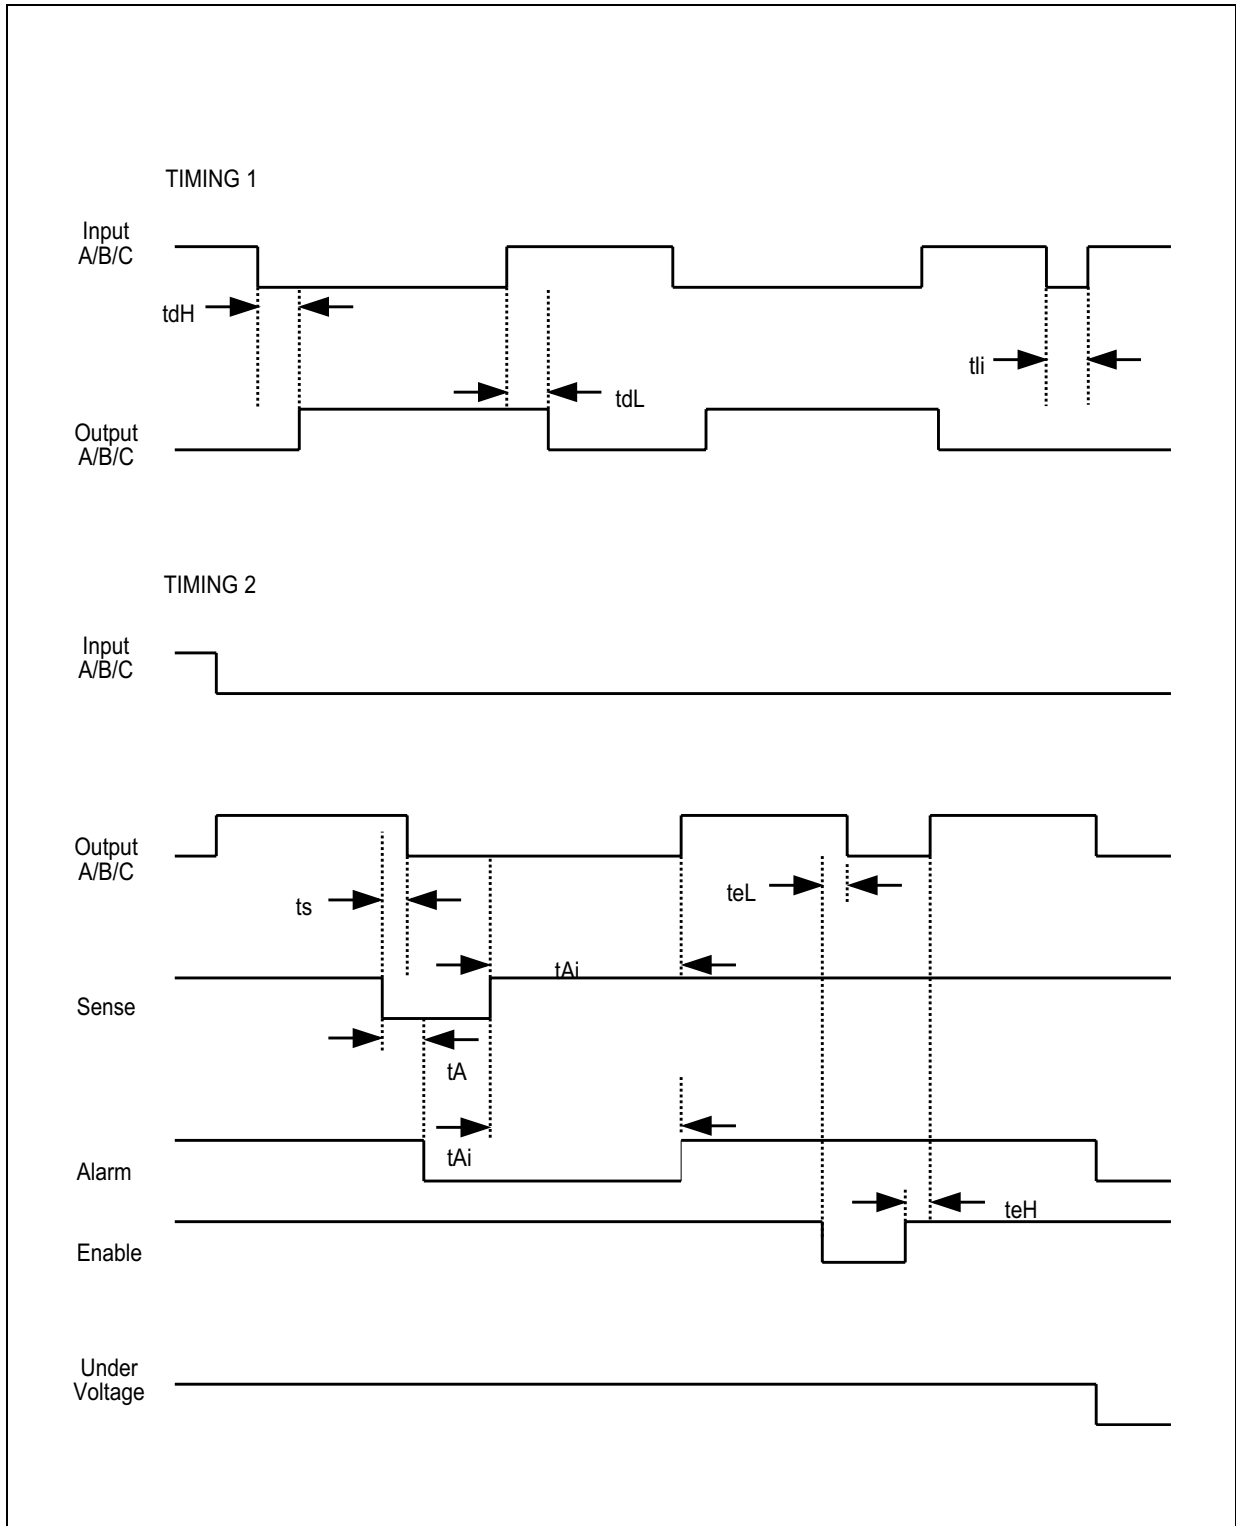 TIMING 1
Input
A/B/C
tdH
tli
tdL
Output
A/B/C
TIMING 2
Input
A/B/C
Output
A/B/C
teL
ts
tAi
Sense
tA
tAi
Alarm
teH
Enable
Under
Voltage